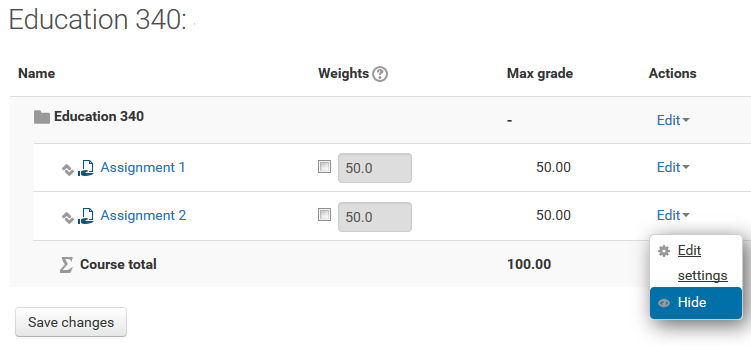 Education 340:
Name Weights ? Max grade Actions
Education 340 - Edit
Assignment 1 50.0 50.00 Edit
Assignment 2 50.0 50.00 Edit
Edit
Σ Course total 100.00
settings
Hide
Save changes